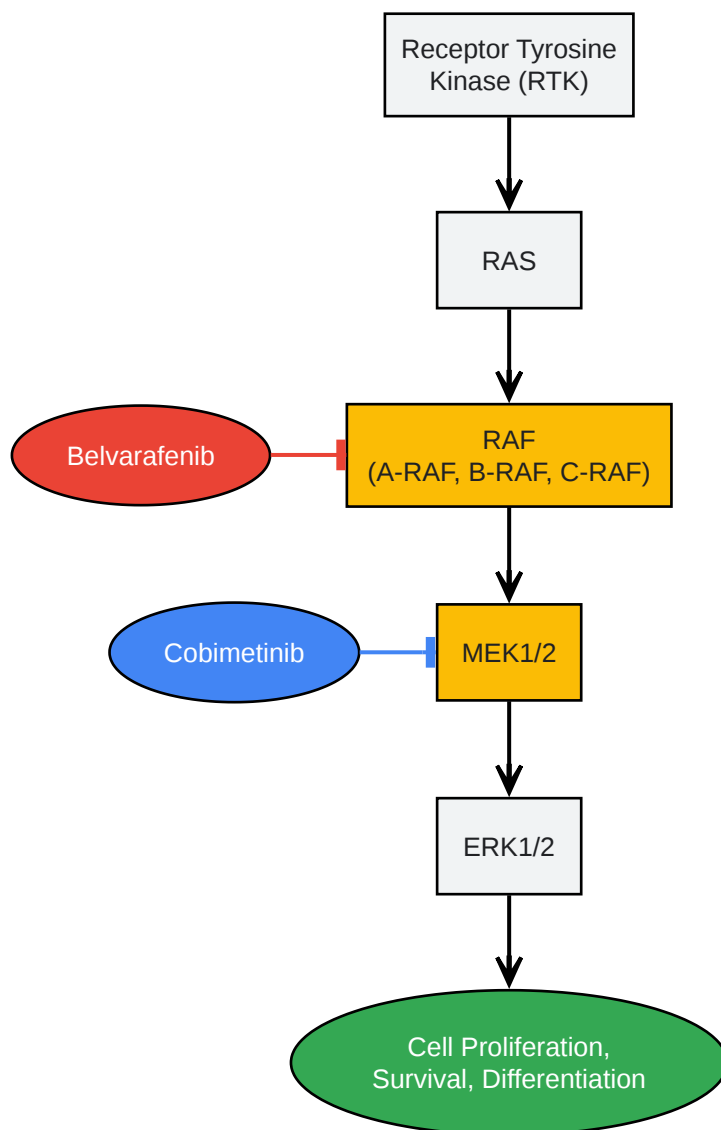 Receptor Tyrosine
Kinase (RTK)
RAS
Belvarafenib
RAF
(A-RAF, B-RAF, C-RAF)
Cobimetinib
MEK1/2
ERK1/2
Cell Proliferation,
Survival, Differentiation